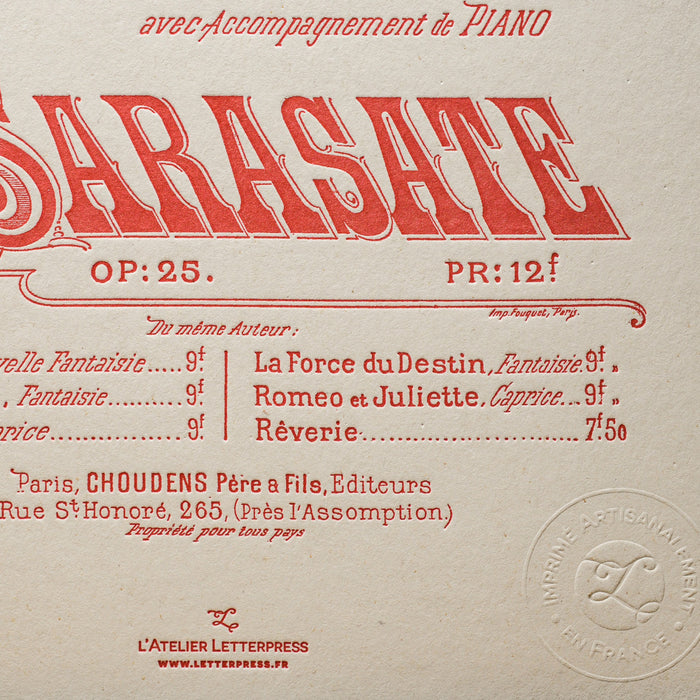 avec Accompagnement de PIANO
SARASATE
OP: 25. PR: 12f
Imp. Fouquet, Paris.
Du même Auteur:
velle Fantaisie..... 9f
, Fantaisie.......... 9f
price................ 9f
La Force du Destin, Fantaisie. 9f „
Romeo et Juliette, Caprice... 9f „
Rêverie........................... 7f. 50
Paris, CHOUDENS Père & Fils, Editeurs
Rue St Honoré, 265, (Près l'Assomption.)
Propriété pour tous pays
IMPRIMÉ ARTISANALEMENT
• EN FRANCE •
L
L'ATELIER LETTERPRESS
WWW.LETTERPRESS.FR